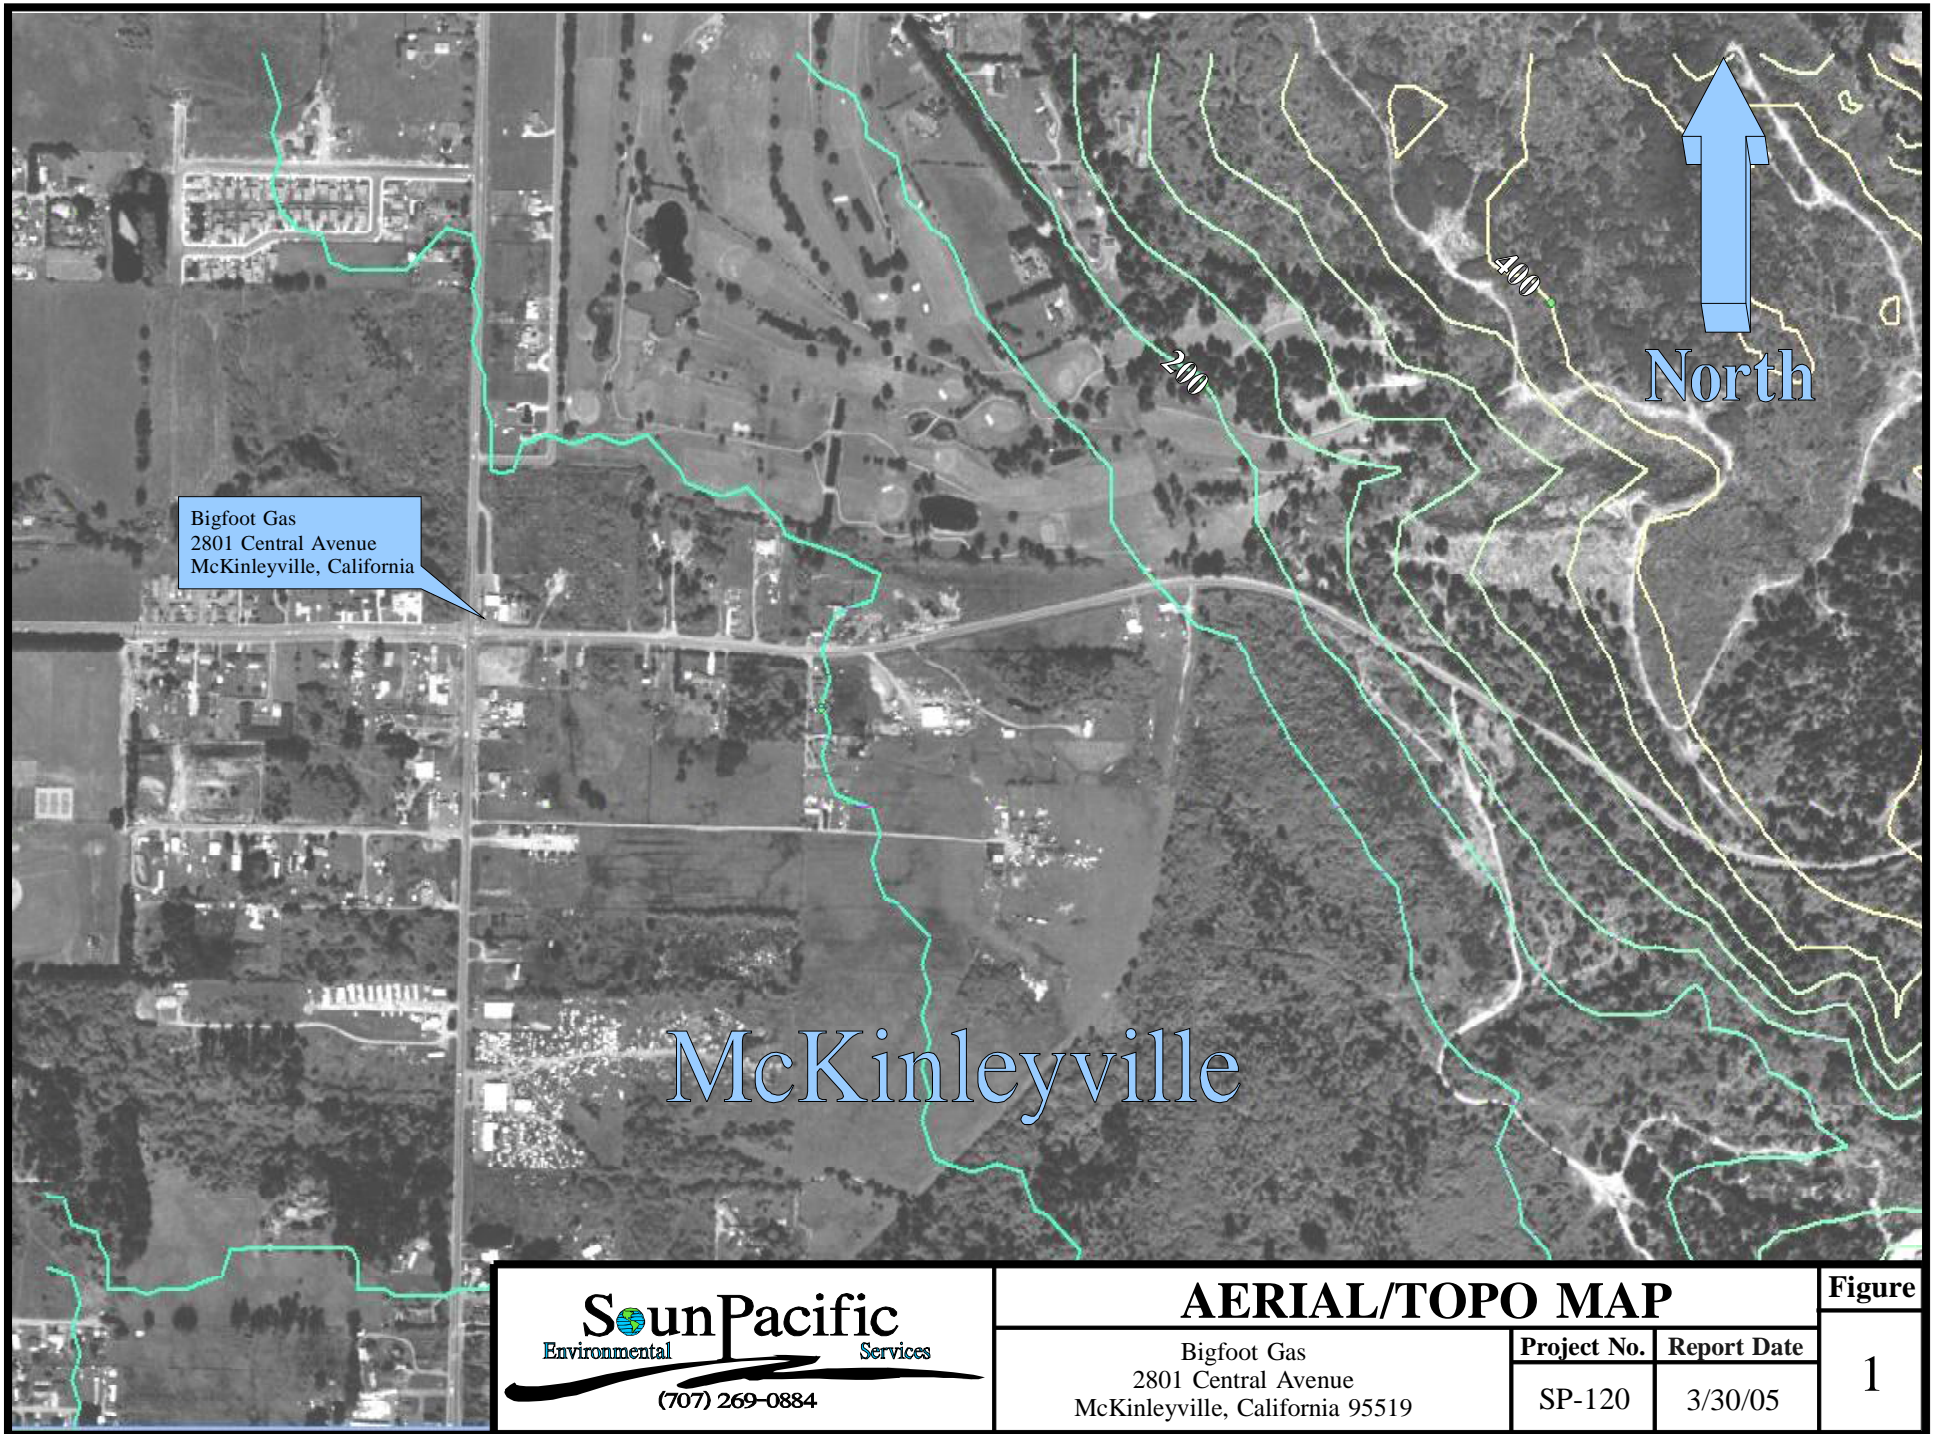 400
North
200
Bigfoot Gas
2801 Central Avenue
McKinleyville, California
McKinleyville
SounPacific
Environmental Services
(707) 269-0884
AERIAL/TOPO MAP
Bigfoot Gas
2801 Central Avenue
McKinleyville, California 95519
Project No.
SP-120
Report Date
3/30/05
Figure
1